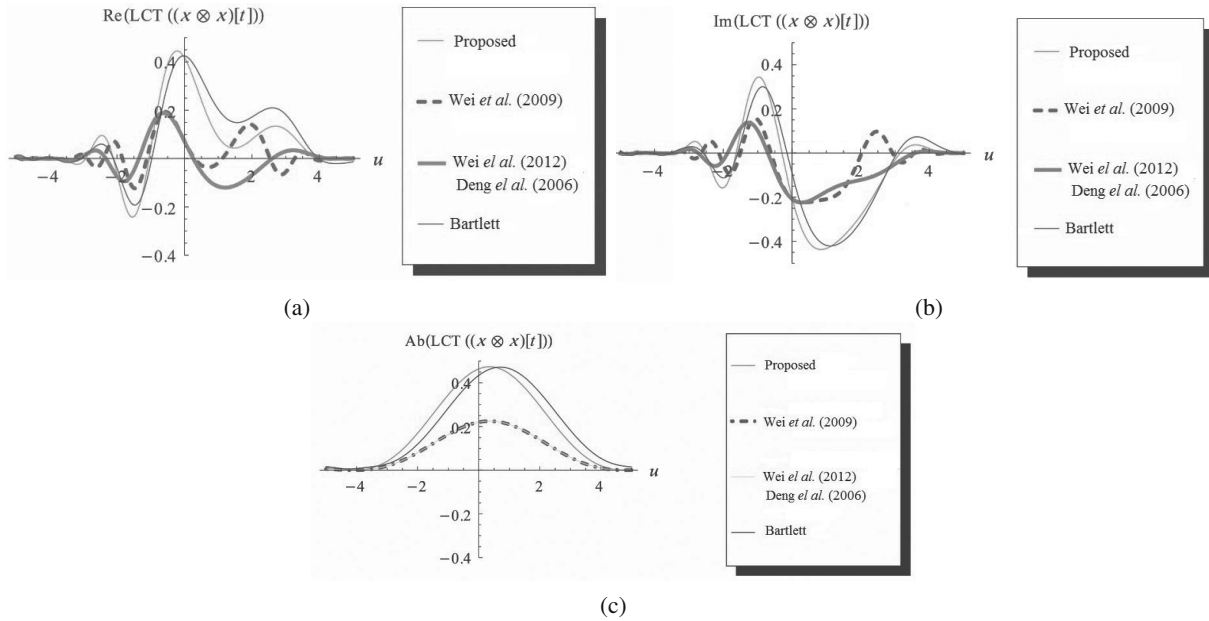 Re(LCT ((x ⊗ x)[t]))
0.4
0.2
−4
−2
0
2
4
u
−0.2
−0.4
Proposed
Wei et al. (2009)
Wei el al. (2012)
Deng el al. (2006)
Bartlett
(a)
Im(LCT ((x ⊗ x)[t]))
0.4
0.2
−4
−2
0
2
4
u
−0.2
−0.4
Proposed
Wei et al. (2009)
Wei el al. (2012)
Deng el al. (2006)
Bartlett
(b)
Ab(LCT ((x ⊗ x)[t]))
0.4
0.2
−4
−2
0
2
4
u
−0.2
−0.4
Proposed
Wei et al. (2009)
Wei el al. (2012)
Deng el al. (2006)
Bartlett
(c)